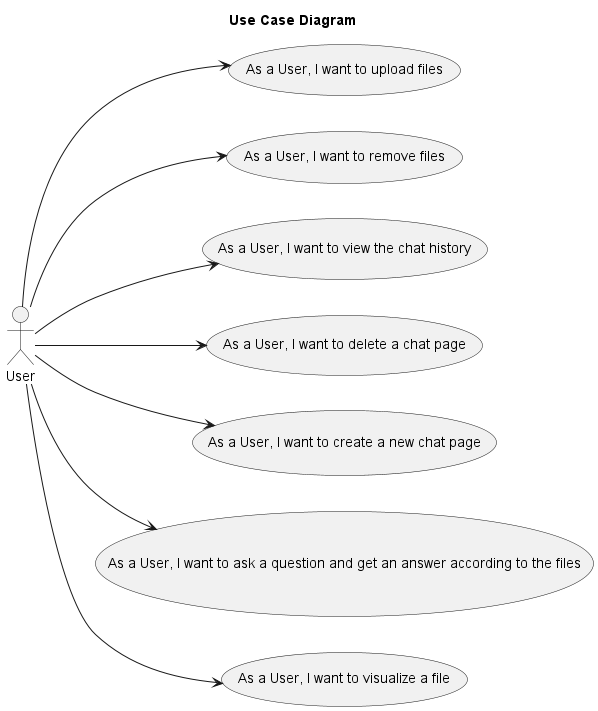 Use Case Diagram
As a User, I want to upload files
As a User, I want to remove files
As a User, I want to view the chat history
As a User, I want to delete a chat page
User
As a User, I want to create a new chat page
As a User, I want to ask a question and get an answer according to the files
As a User, I want to visualize a file